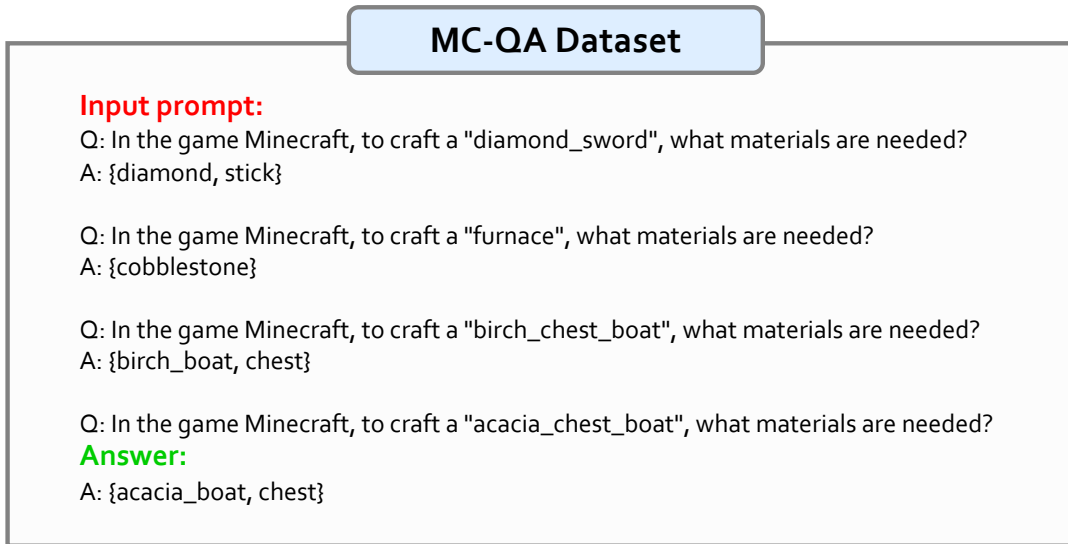 MC-QA Dataset
Input prompt:
Q: In the game Minecraft, to craft a "diamond_sword", what materials are needed?
A: {diamond, stick}
Q: In the game Minecraft, to craft a "furnace", what materials are needed?
A: {cobblestone}
Q: In the game Minecraft, to craft a "birch_chest_boat", what materials are needed?
A: {birch_boat, chest}
Q: In the game Minecraft, to craft a "acacia_chest_boat", what materials are needed?
Answer:
A: {acacia_boat, chest}